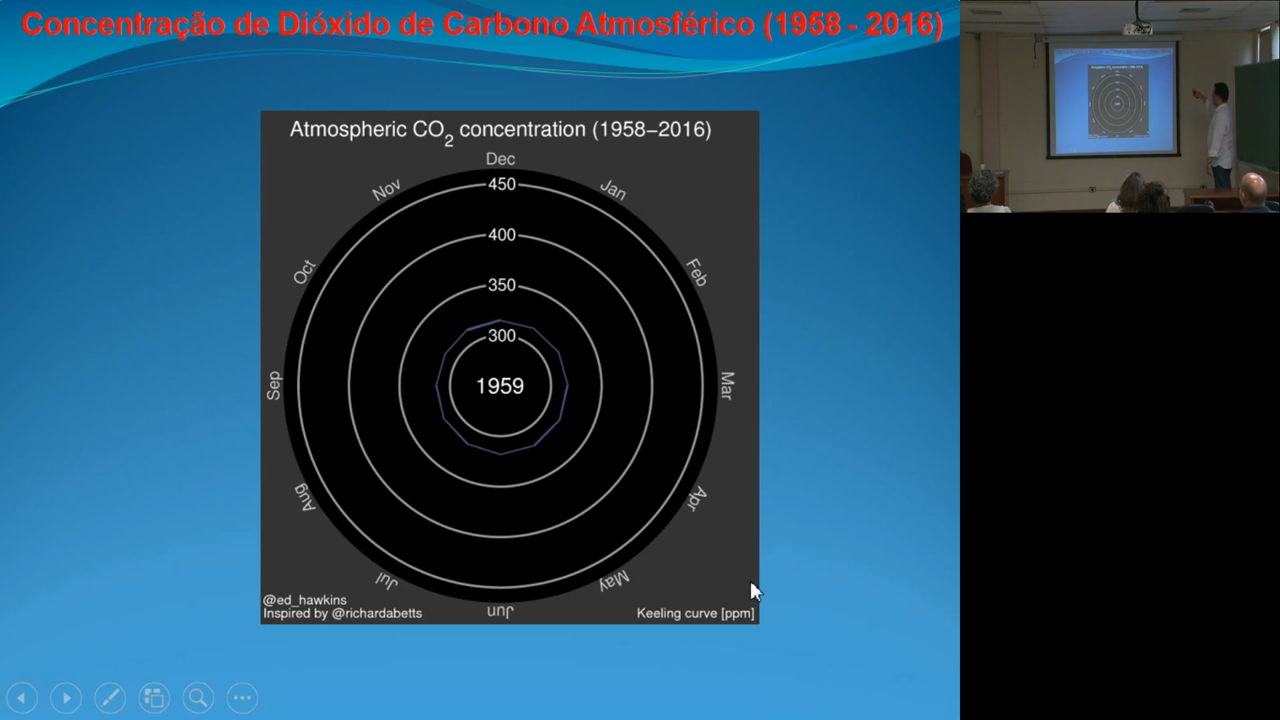 Concentração de Dióxido de Carbono Atmosférico (1958 - 2016)
Atmospheric CO2 concentration (1958–2016)
Dec
Nov
Jan
450
400
Oct
Feb
350
300
Sep
1959
Mar
Aug
Apr
Jul
May
Jun
@ed_hawkins
Inspired by @richardabetts
Keeling curve [ppm]